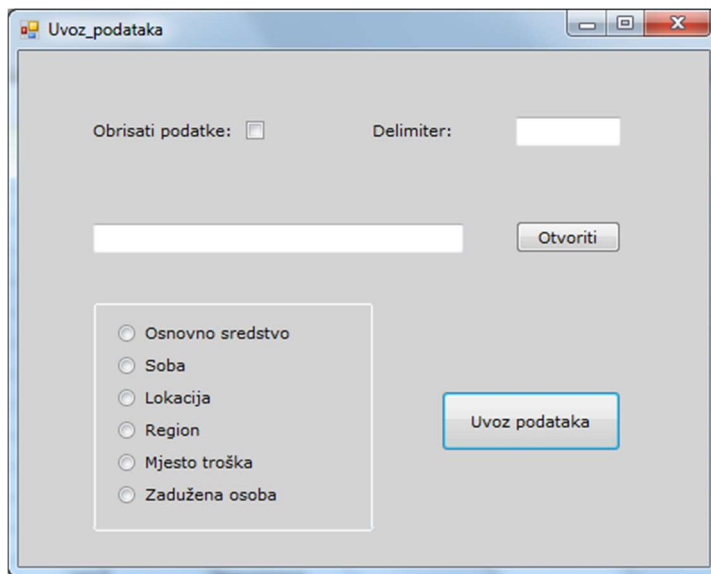 Uvoz_podataka
Obrisati podatke: Delimiter:
Otvoriti
Osnovno sredstvo
Soba
Lokacija
Region
Mjesto troška
Zadužena osoba
Uvoz podataka